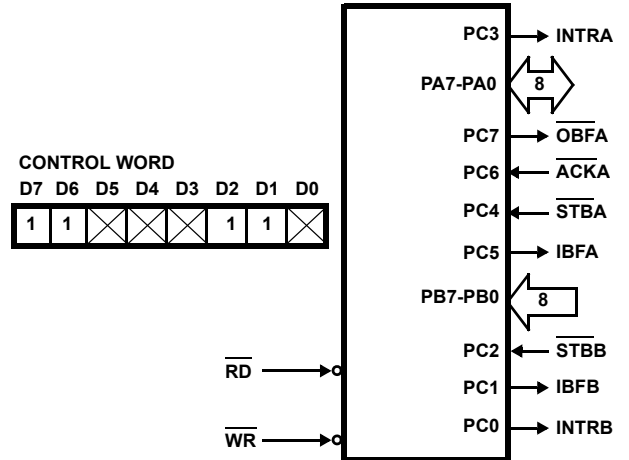 PC3 INTRA
PA7-PA0 8
PC7 OBFA
CONTROL WORD
PC6 ACKA
D7 D6 D5 D4 D3 D2 D1 D0
1 1 1 1
PC4 STBA
PC5 IBFA
PB7-PB0 8
PC2 STBB
RD
PC1 IBFB
PC0 INTRB
WR